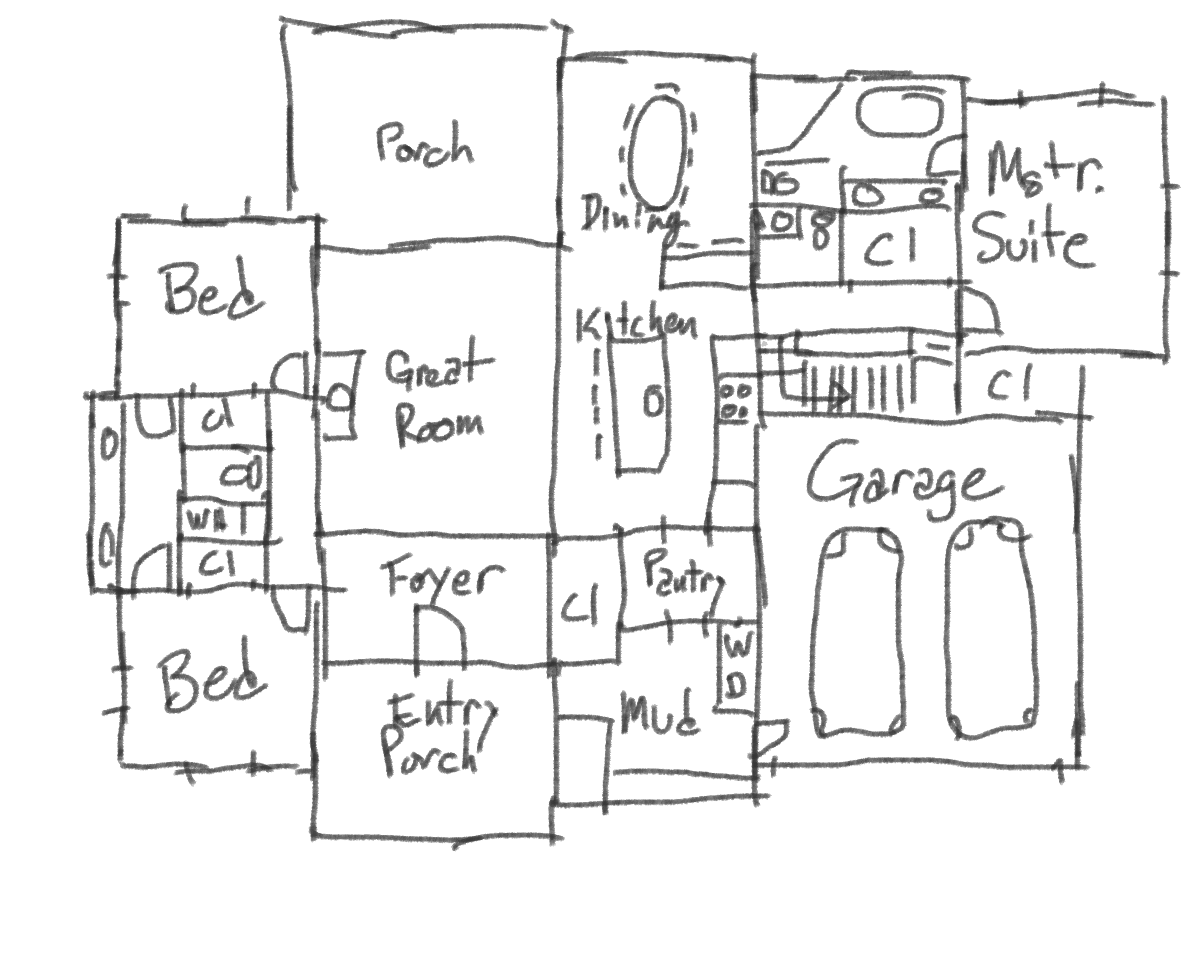 Porch
Dining
Mstr.
Suite
Cl
Bed
Kitchen
Great
Room
Cl
Cl
WH
Cl
Garage
Foyer
Cl
Pantry
W
D
Bed
Entry
Porch
Mud